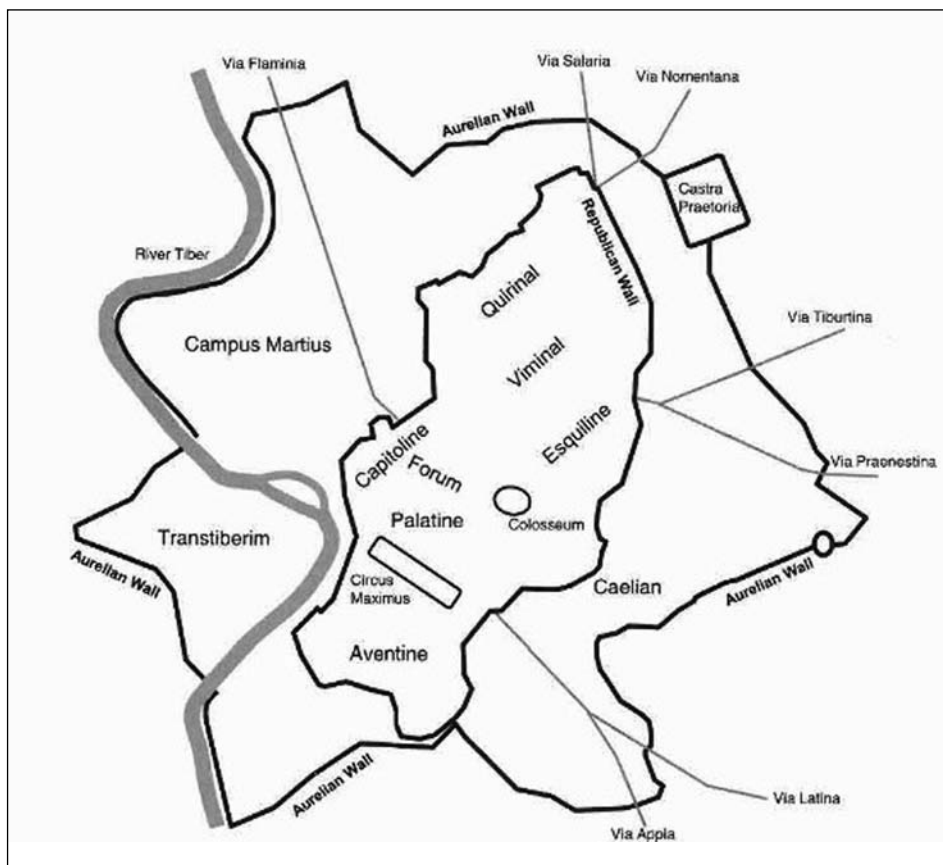 Via Flaminia
Via Salaria
Via Nomentana
Aurelian Wall
Castra
Praetoria
Republican Wall
River Tiber
Quirinal
Via Tiburtina
Campus Martius
Viminal
Esquiline
Capitoline
Forum
Via Praenestina
Palatine
Colosseum
Transtiberim
Aurelian Wall
Circus
Maximus
Caelian
Aurelian Wall
Aventine
Aurelian Wall
Via Latina
Via Appia